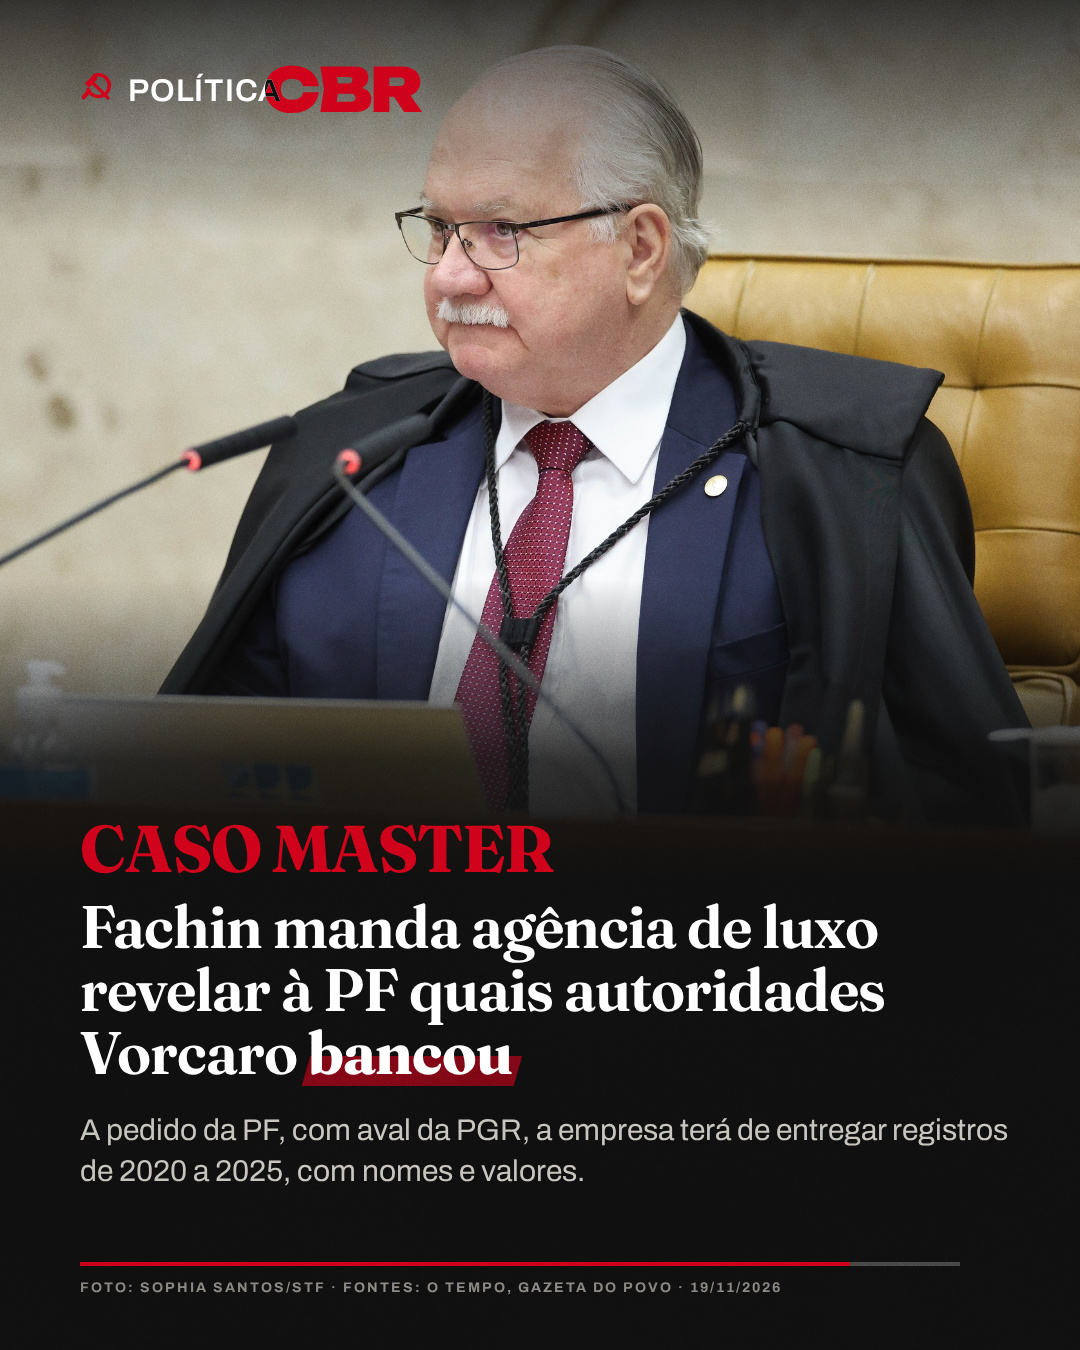 POLÍTICA CBR
CASO MASTER
Fachin manda agência de luxo
revelar à PF quais autoridades
Vorcaro bancou
A pedido da PF, com aval da PGR, a empresa terá de entregar registros
de 2020 a 2025, com nomes e valores.
FOTO: SOPHIA SANTOS/STF · FONTES: O TEMPO, GAZETA DO POVO · 19/11/2026